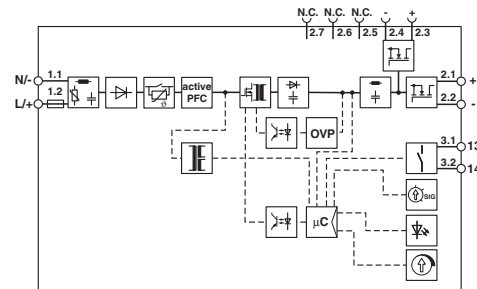 N.C. N.C. N.C. - +
2.7 2.6 2.5 2.4 2.3
N/- 1.1
L/+ 1.2
ϑ
active
PFC
2.1 +
2.2 -
OVP
3.1 13
3.2 14
SIG
µC